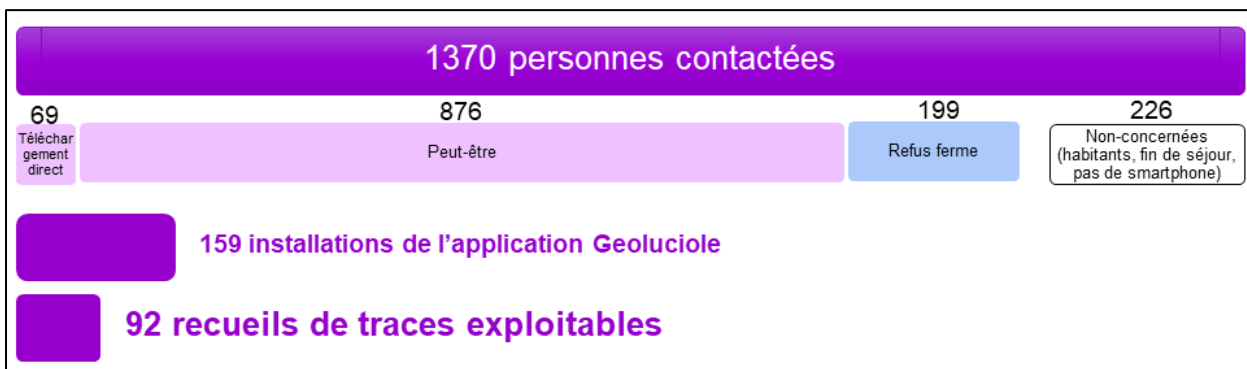 1370 personnes contactées
69
876
199
226
Téléchar
gement
direct
Peut-être
Refus ferme
Non-concernées
(habitants, fin de séjour,
pas de smartphone)
159 installations de l'application Geoluciole
92 recueils de traces exploitables